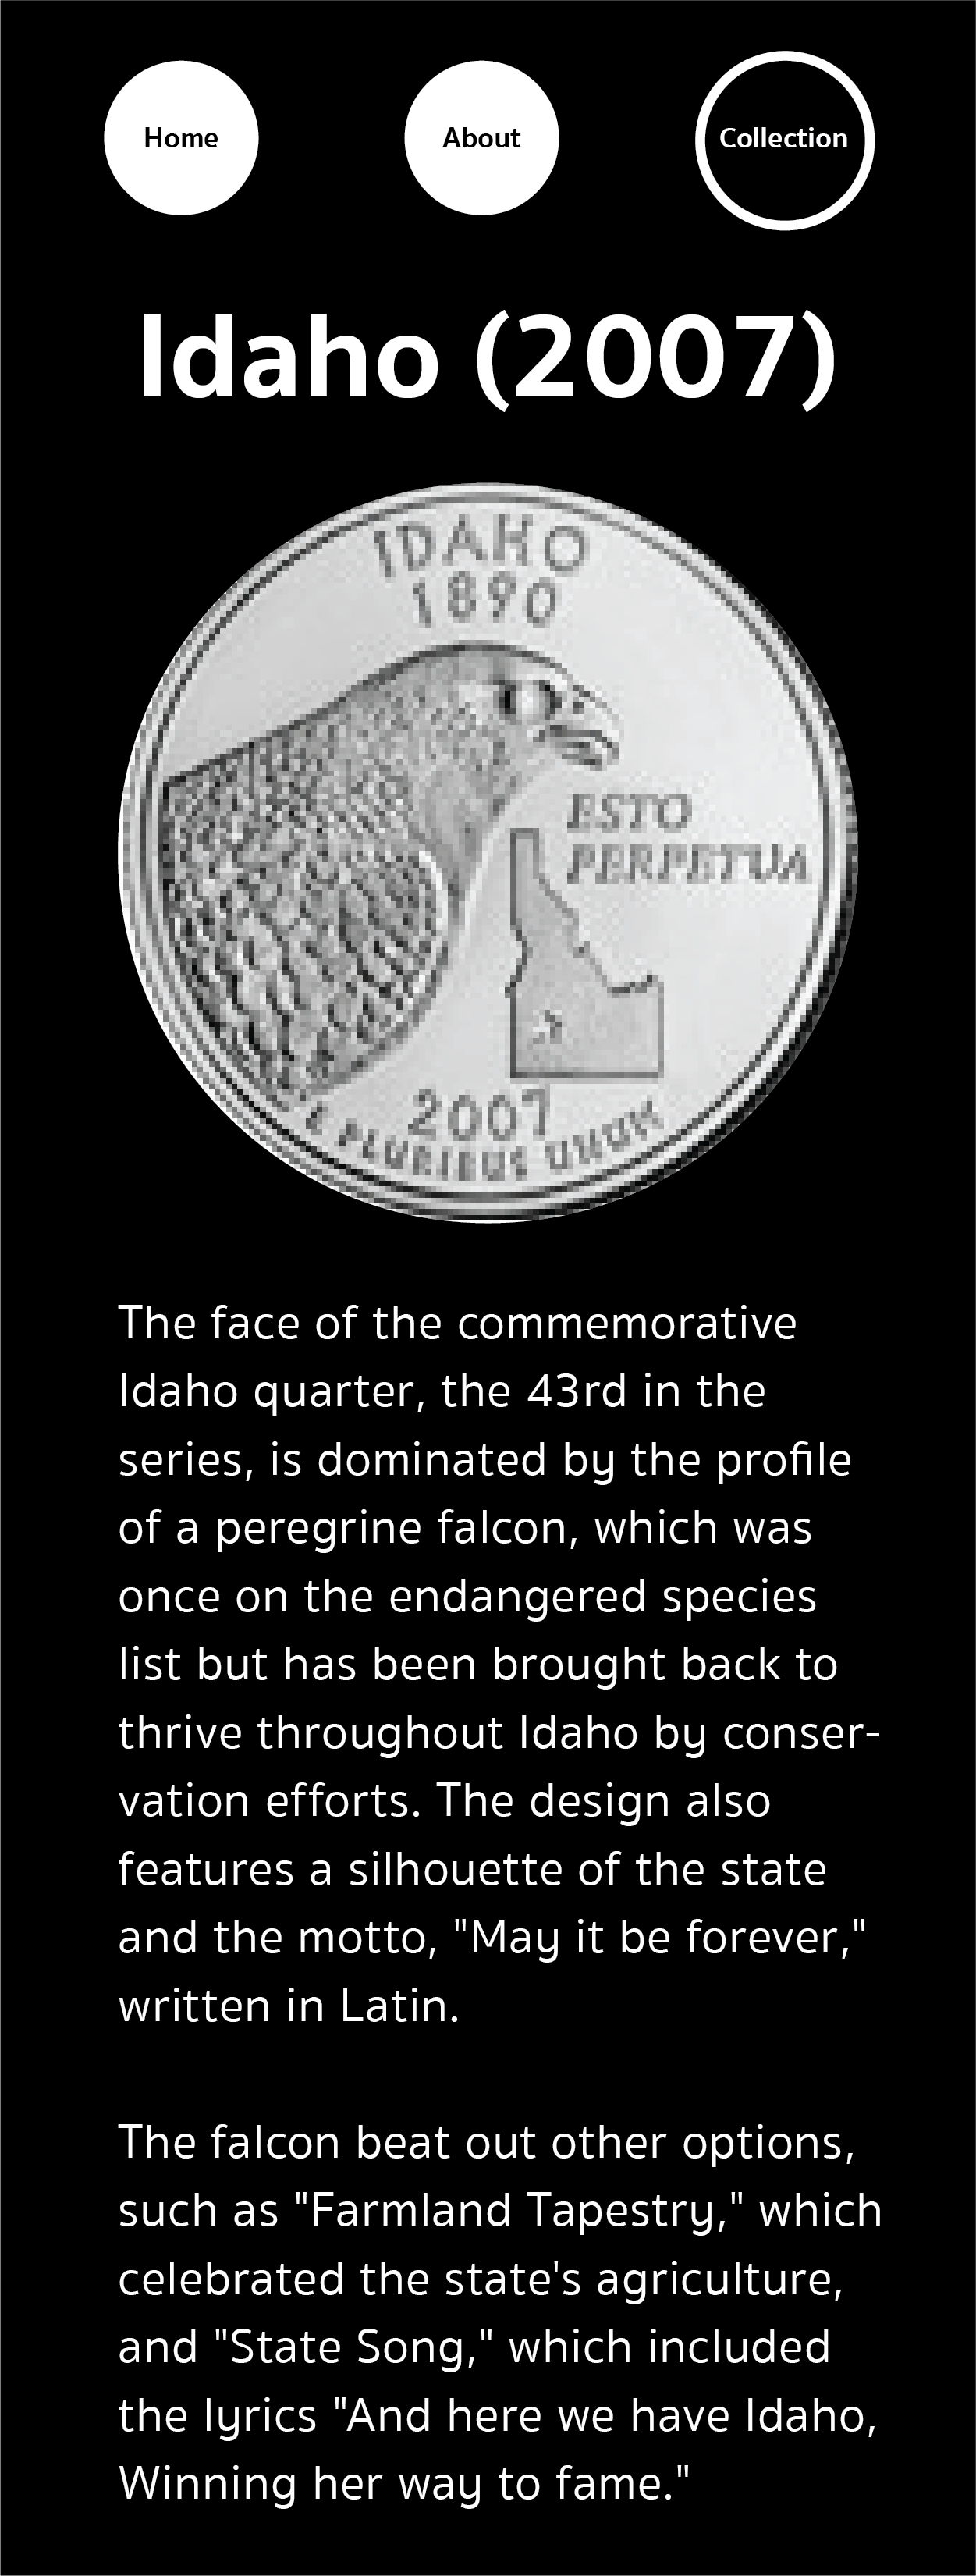 Home
About
Collection
Idaho (2007)
IDAHO
1890
ESTO
PERPETUA
2007
E PLURIBUS UNUM
The face of the commemorative
Idaho quarter, the 43rd in the
series, is dominated by the profile
of a peregrine falcon, which was
once on the endangered species
list but has been brought back to
thrive throughout Idaho by conser-
vation efforts. The design also
features a silhouette of the state
and the motto, "May it be forever,"
written in Latin.
The falcon beat out other options,
such as "Farmland Tapestry," which
celebrated the state's agriculture,
and "State Song," which included
the lyrics "And here we have Idaho,
Winning her way to fame."